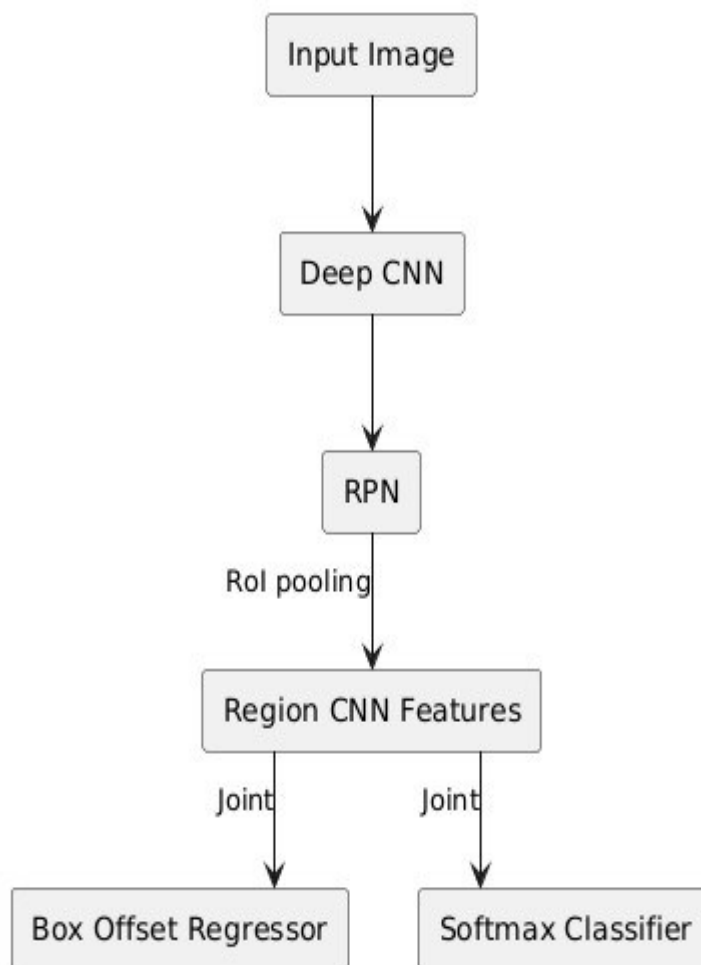 Input Image
Deep CNN
RPN
RoI pooling
Region CNN Features
Joint
Joint
Box Offset Regressor
Softmax Classifier